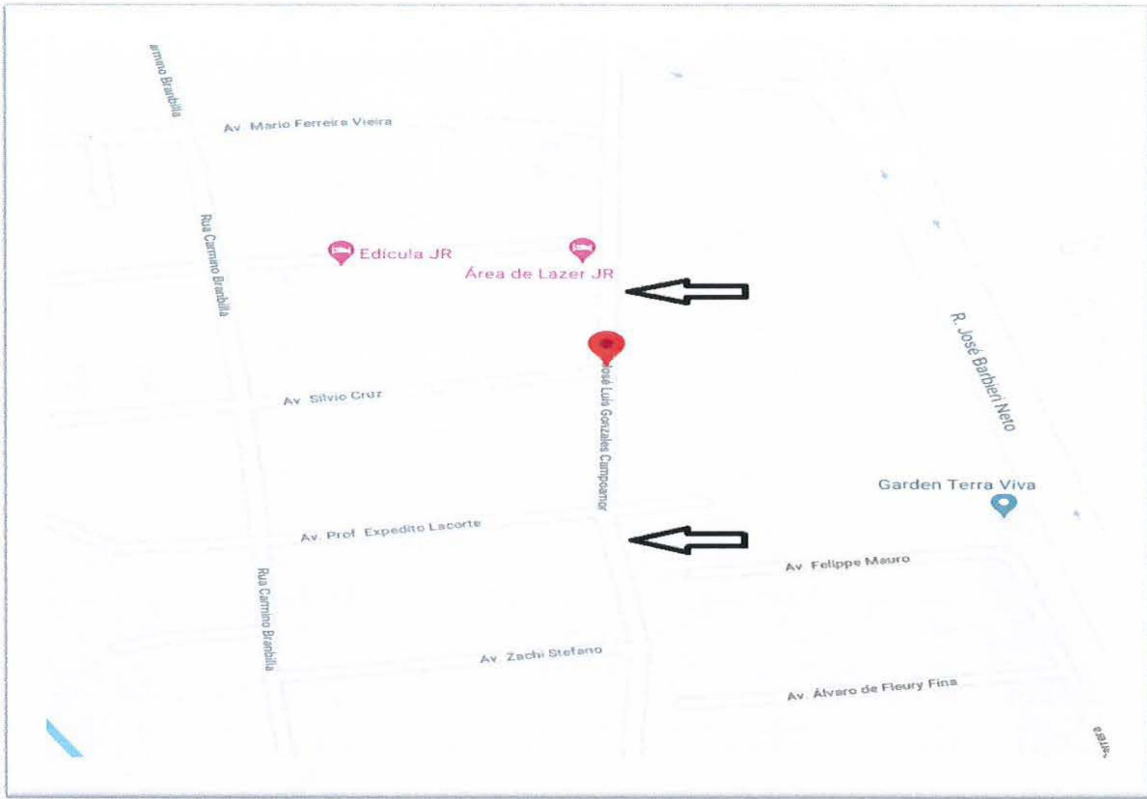 armino Branbilla
Av. Mario Ferreira Vieira
Rua Carmino Branbilla
Edícula JR
Área de Lazer JR
R. José Barbieri Neto
José Luis Gonzales Campoamor
Av. Silvio Cruz
Garden Terra Viva
Av. Prof. Expedito Lacorte
Av. Felippe Mauro
Rua Carmino Branbilla
Av. Zachi Stefano
Av. Álvaro de Fleury Fina